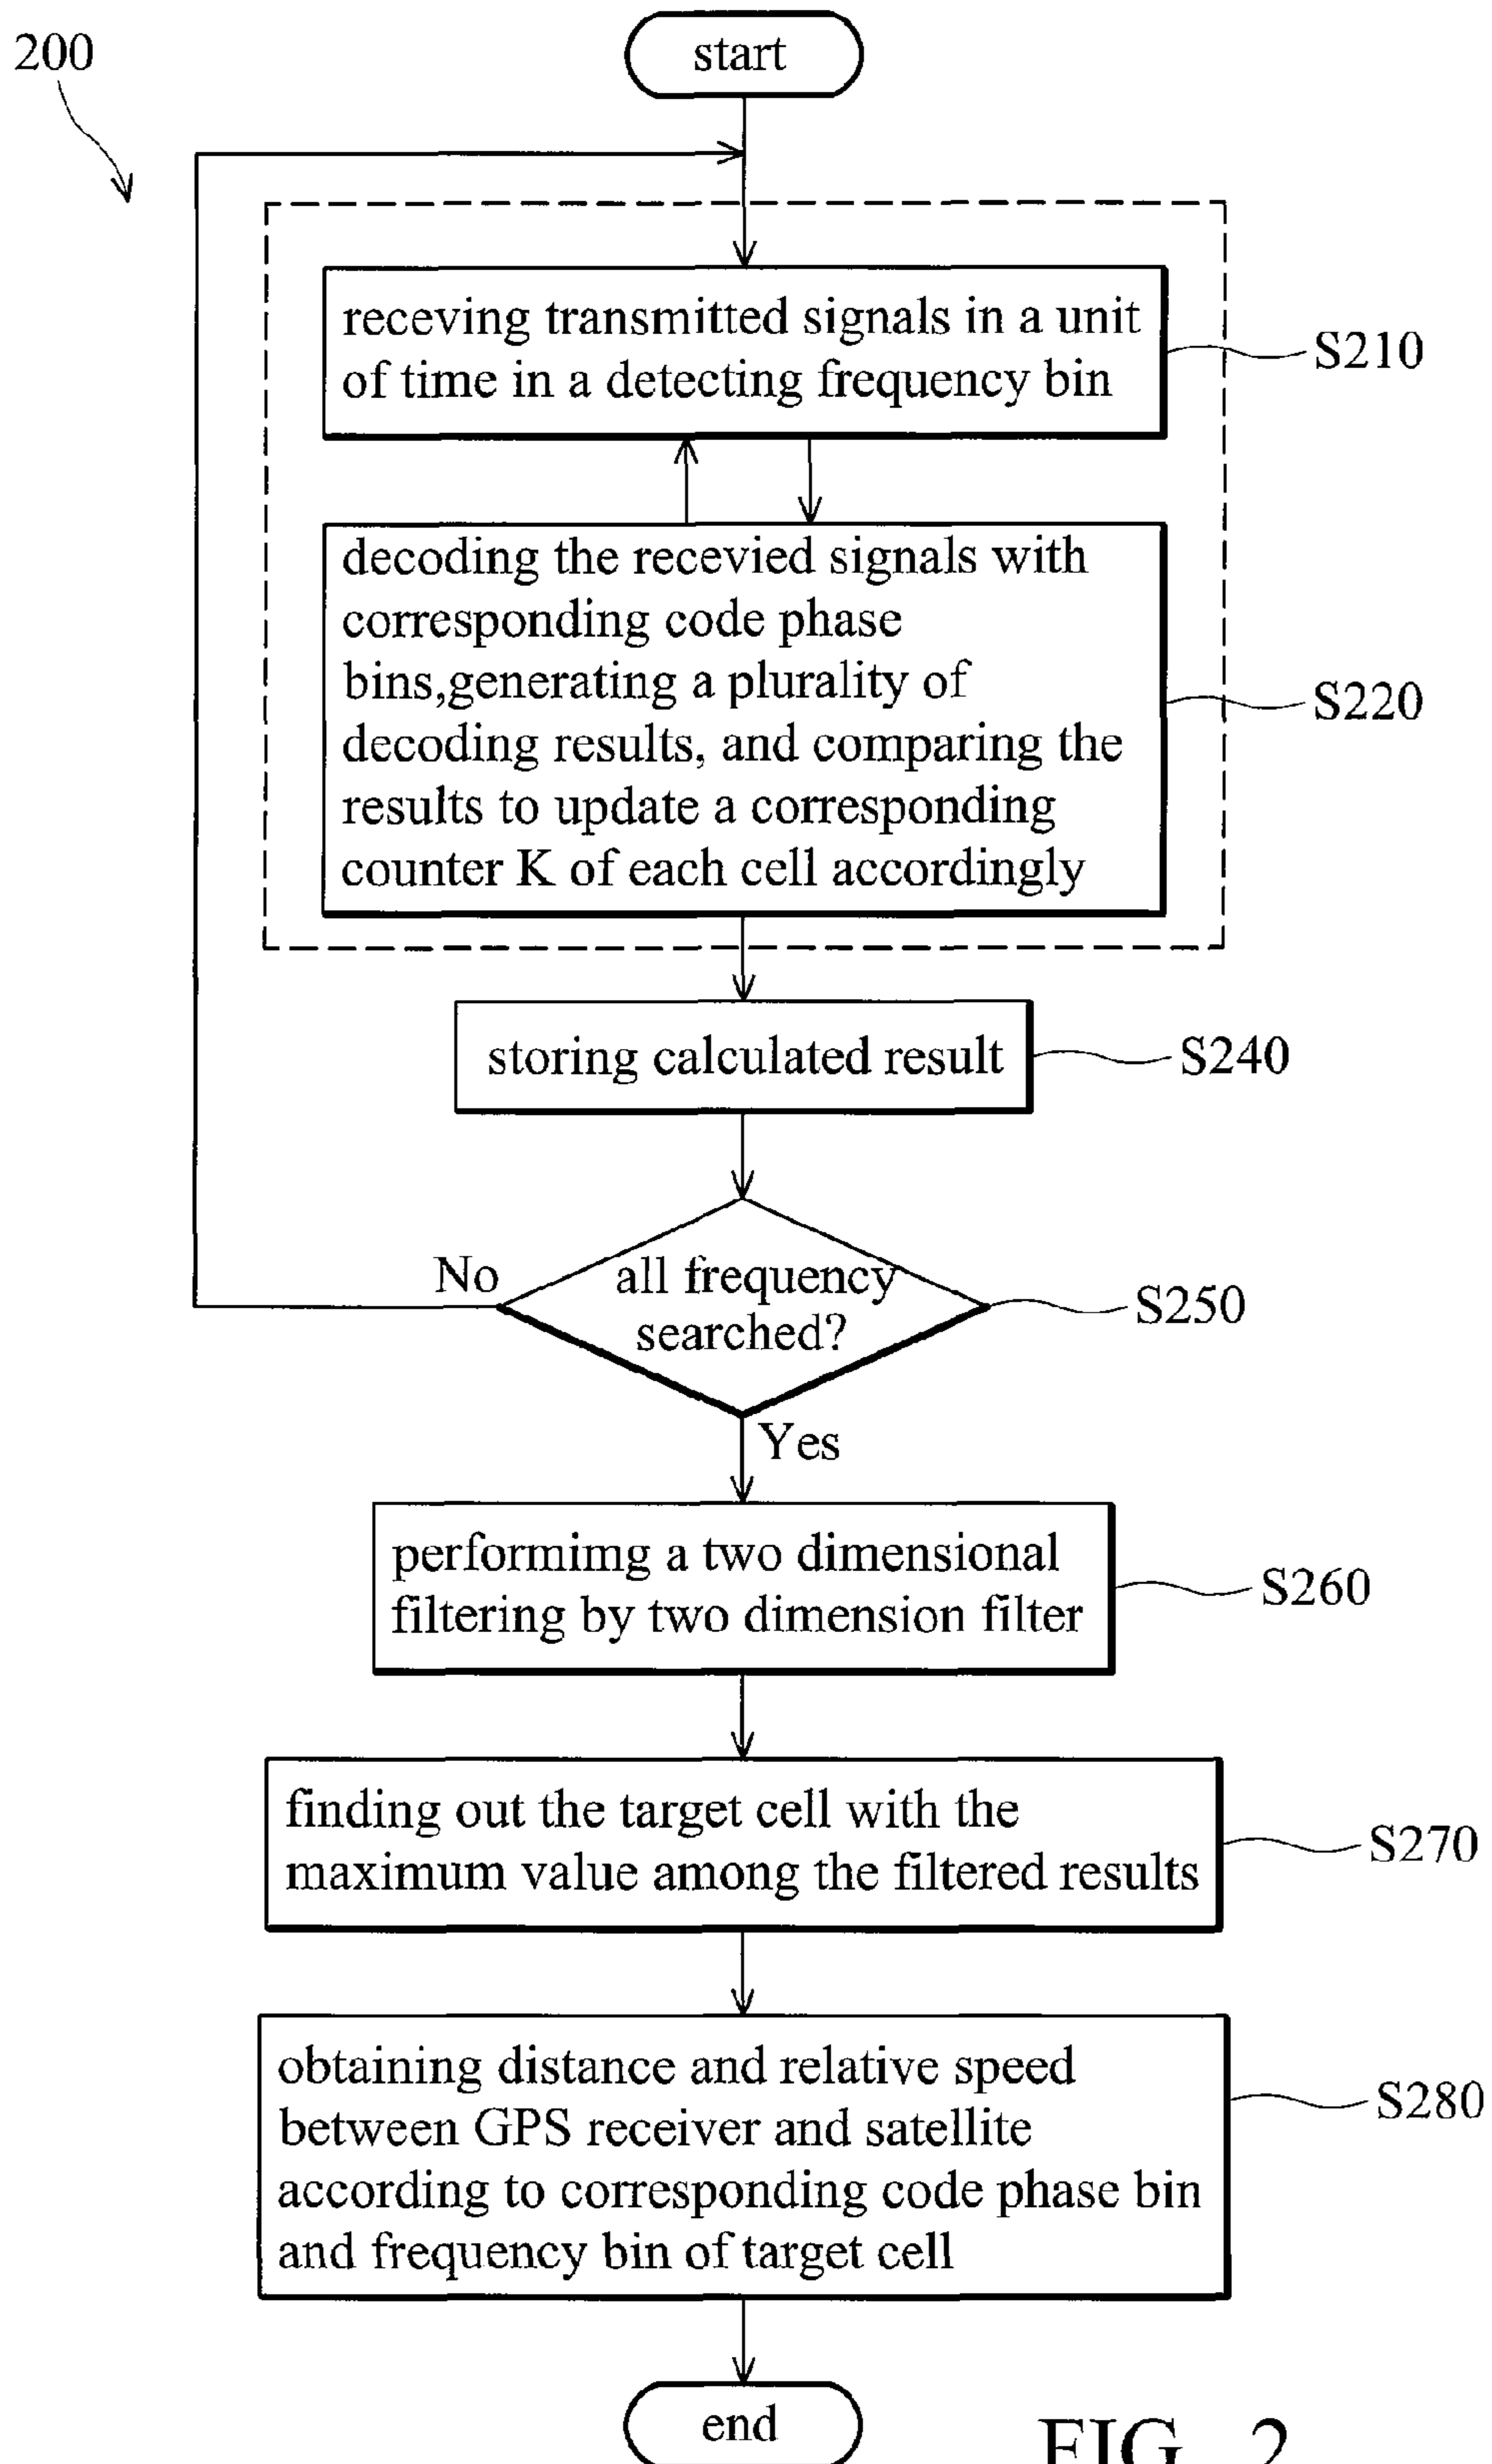 200
start
receving transmitted signals in a unit
of time in a detecting frequency bin
S210
decoding the recevied signals with
corresponding code phase
bins,generating a plurality of
decoding results, and comparing the
results to update a corresponding
counter K of each cell accordingly
S220
storing calculated result
S240
No
all frequency
searched?
S250
Yes
performimg a two dimensional
filtering by two dimension filter
S260
finding out the target cell with the
maximum value among the filtered results
S270
obtaining distance and relative speed
between GPS receiver and satellite
according to corresponding code phase bin
and frequency bin of target cell
S280
end
FIG. 2